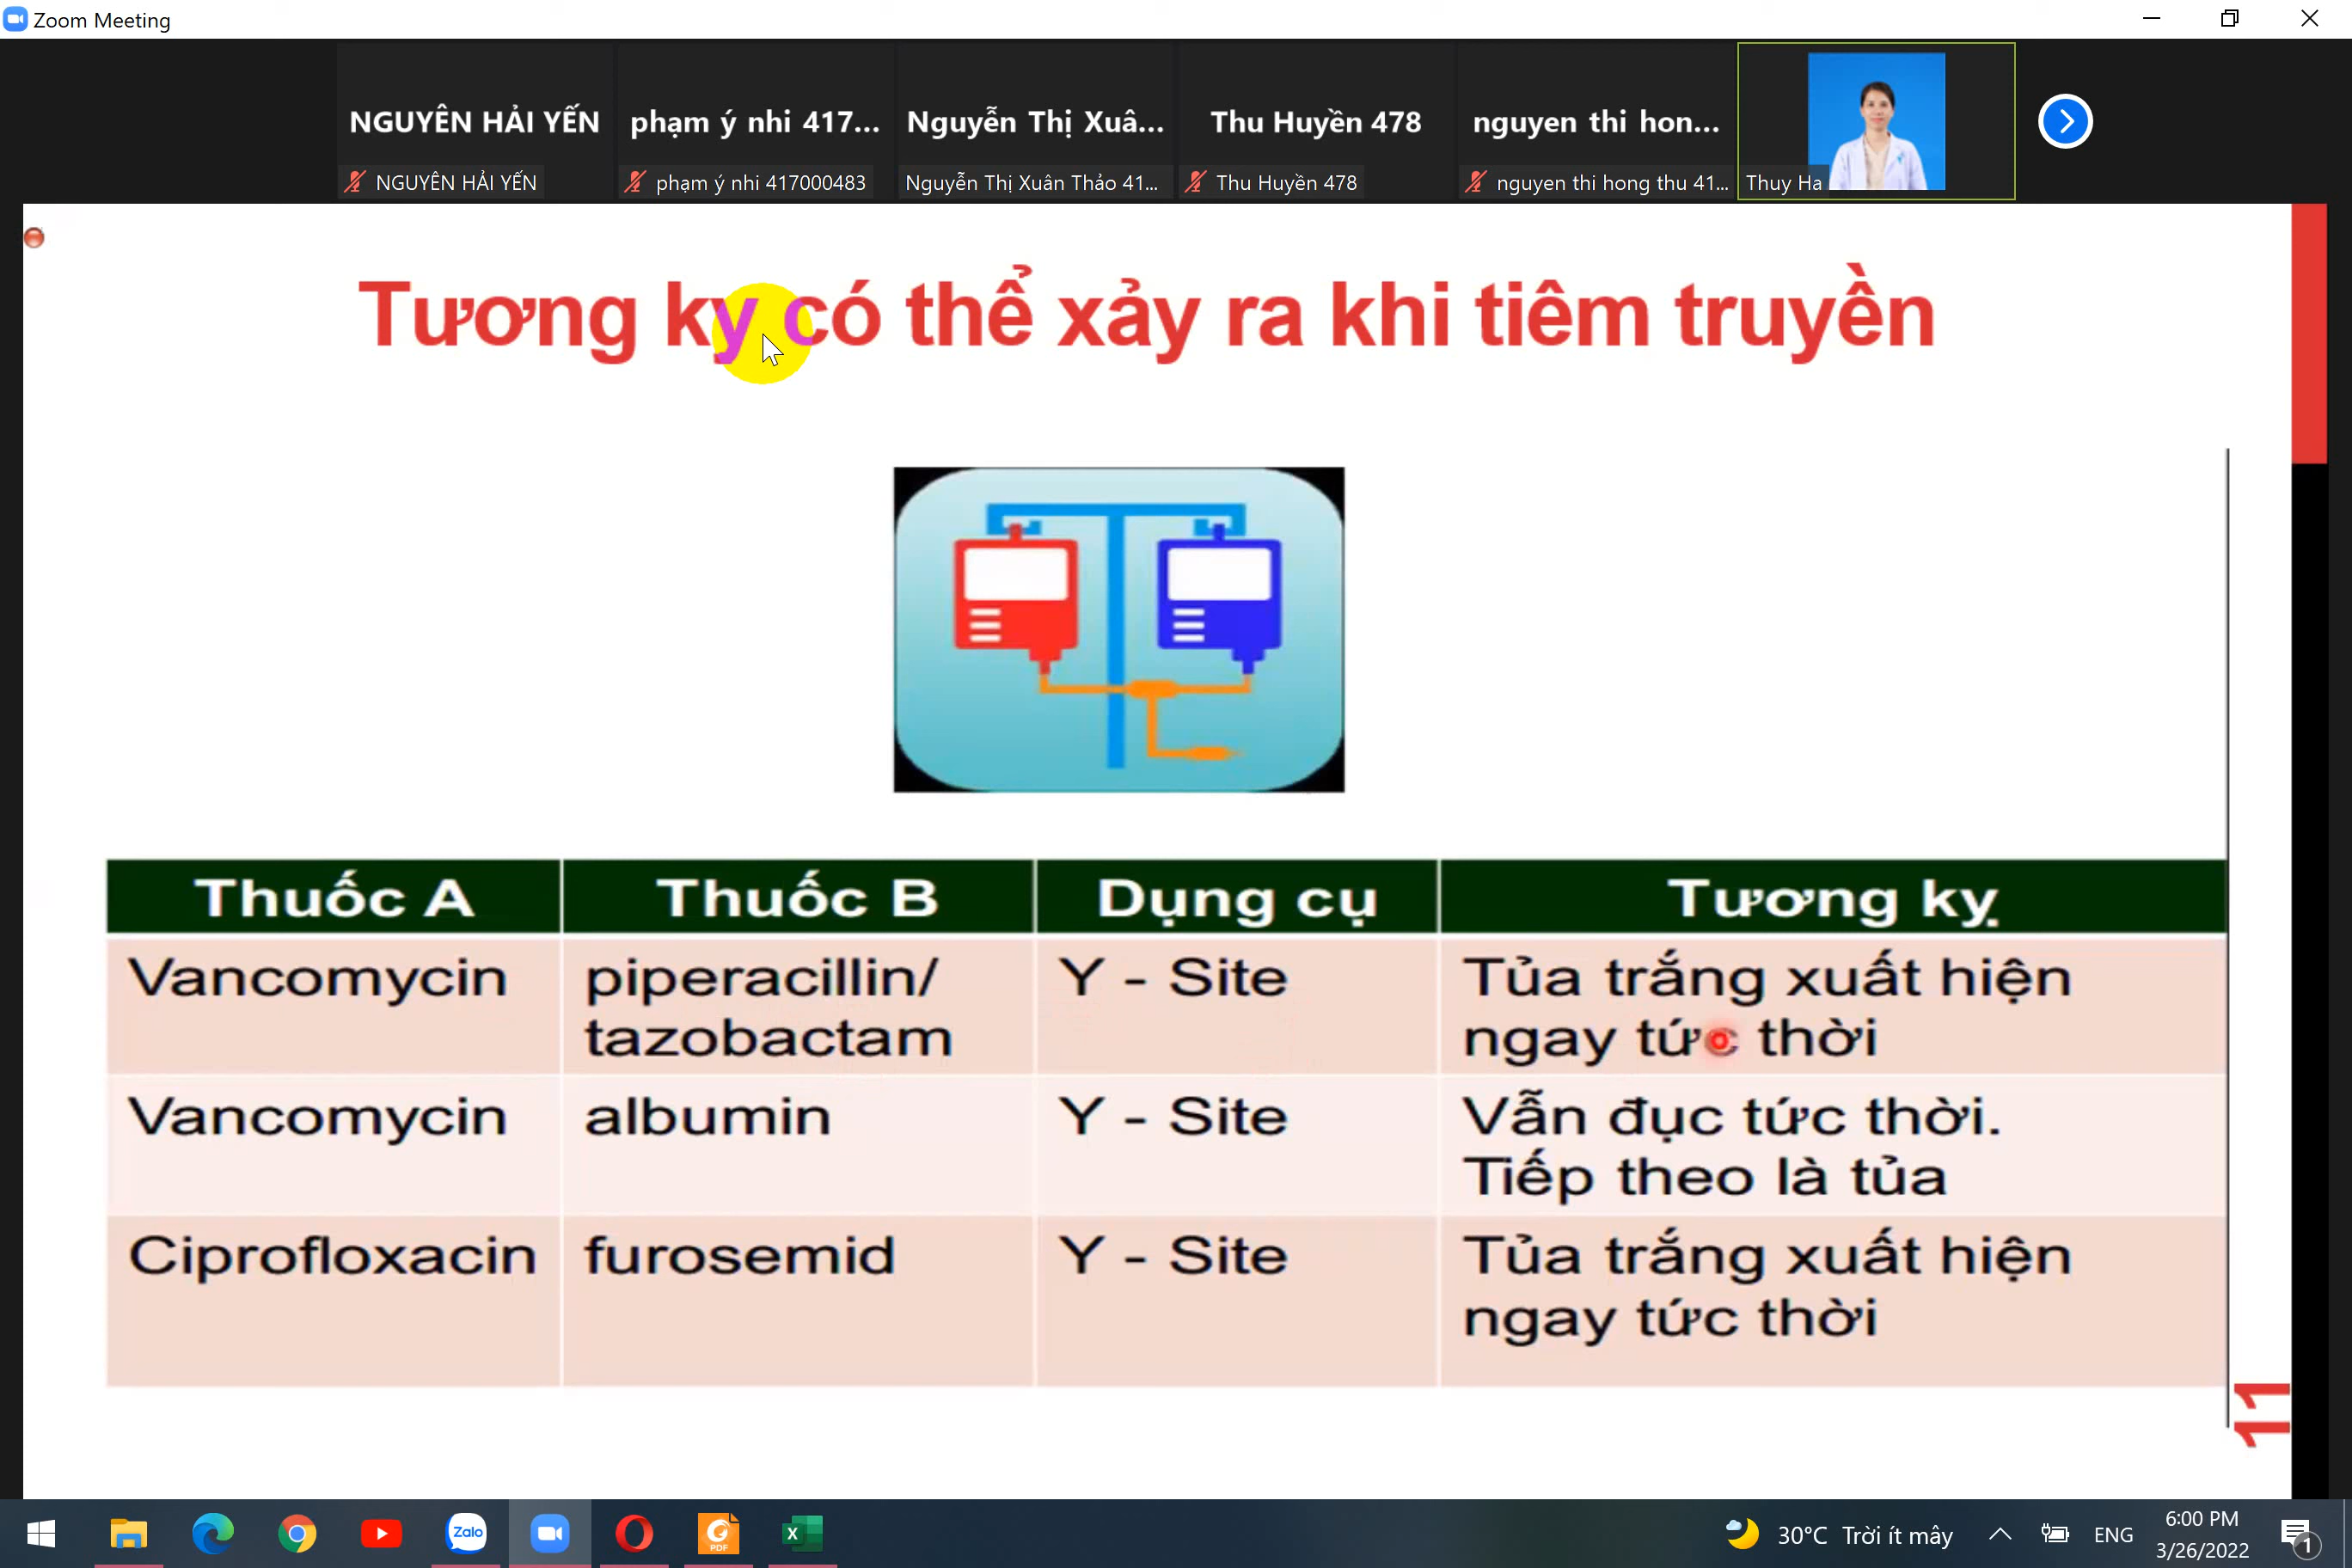 Zoom Meeting
NGUYÊN HẢI YẾN
phạm ý nhi 417...
Nguyễn Thị Xuâ...
Thu Huyền 478
nguyen thi hon...
NGUYÊN HẢI YẾN
phạm ý nhi 417000483
Nguyễn Thị Xuân Thảo 41...
Thu Huyền 478
nguyen thi hong thu 41...
Thuy Ha
Tương kỵ có thể xảy ra khi tiêm truyền
Thuốc A
Thuốc B
Dụng cụ
Tương kỵ
Vancomycin
piperacillin/
tazobactam
Y - Site
Tủa trắng xuất hiện
ngay tức thời
Vancomycin
albumin
Y - Site
Vẫn đục tức thời.
Tiếp theo là tủa
Ciprofloxacin
furosemid
Y - Site
Tủa trắng xuất hiện
ngay tức thời
11
Zalo
PDF
X
30°C Trời ít mây
ENG
6:00 PM
3/26/2022
1